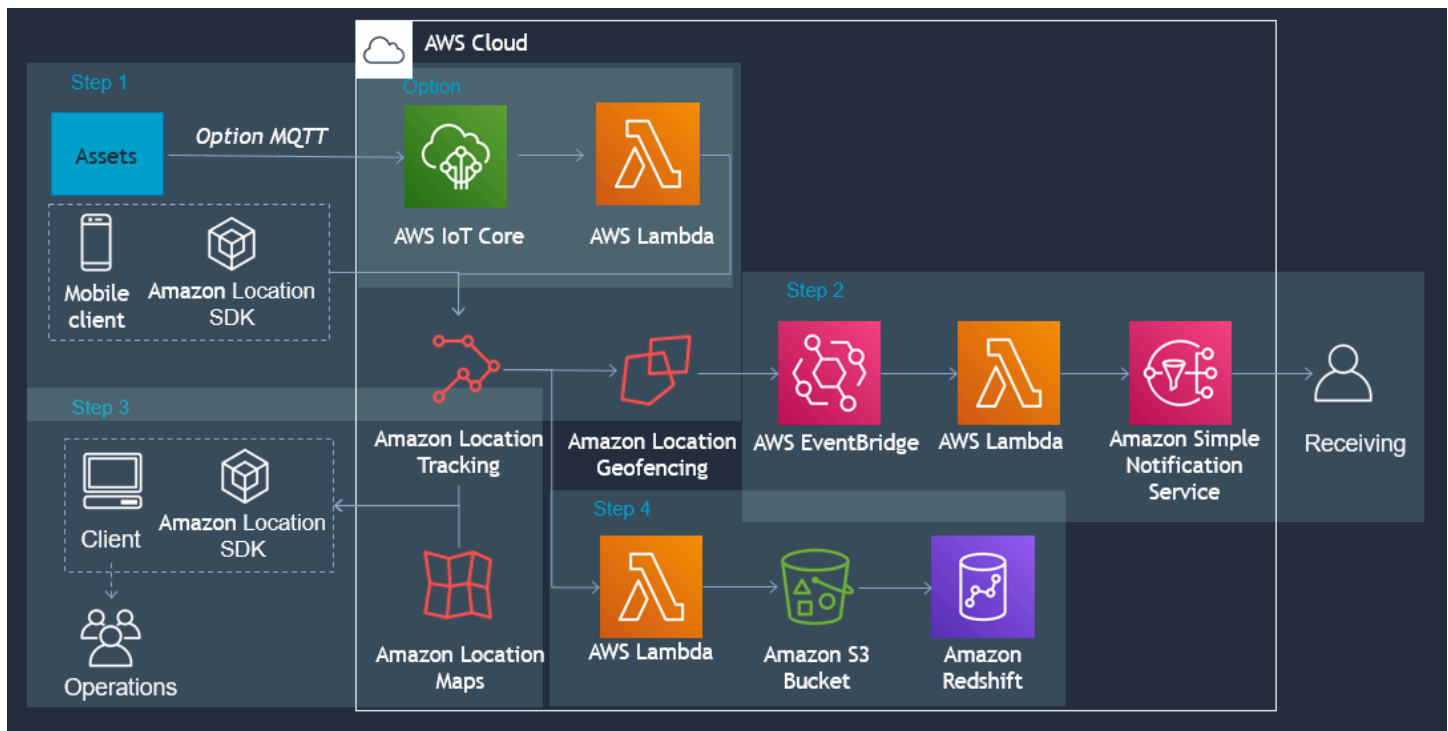 AWS Cloud
Step 1
Option
Assets
Option MQTT
AWS IoT Core
AWS Lambda
Mobile
client
Amazon Location
SDK
Step 2
Step 3
Amazon Location
Tracking
Amazon Location
Geofencing
AWS EventBridge
AWS Lambda
Amazon Simple
Notification
Service
Receiving
Client
Amazon Location
SDK
Step 4
Operations
Amazon Location
Maps
AWS Lambda
Amazon S3
Bucket
Amazon
Redshift